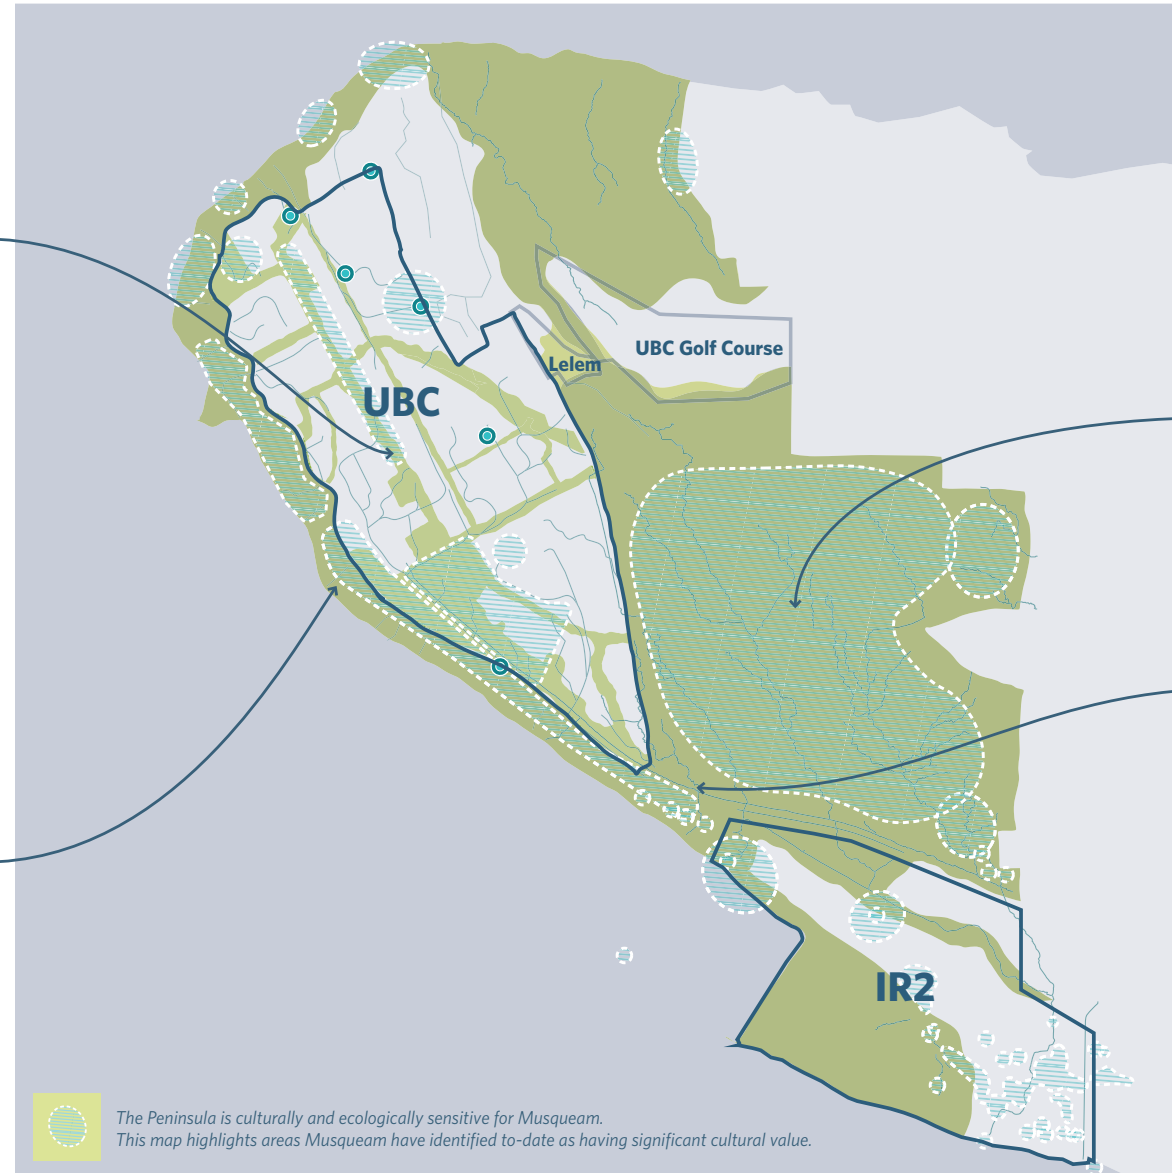 UBC Golf Course
Lelem
UBC
IR2
The Peninsula is culturally and ecologically sensitive for Musqueam.
This map highlights areas Musqueam have identified to-date as having significant cultural value.